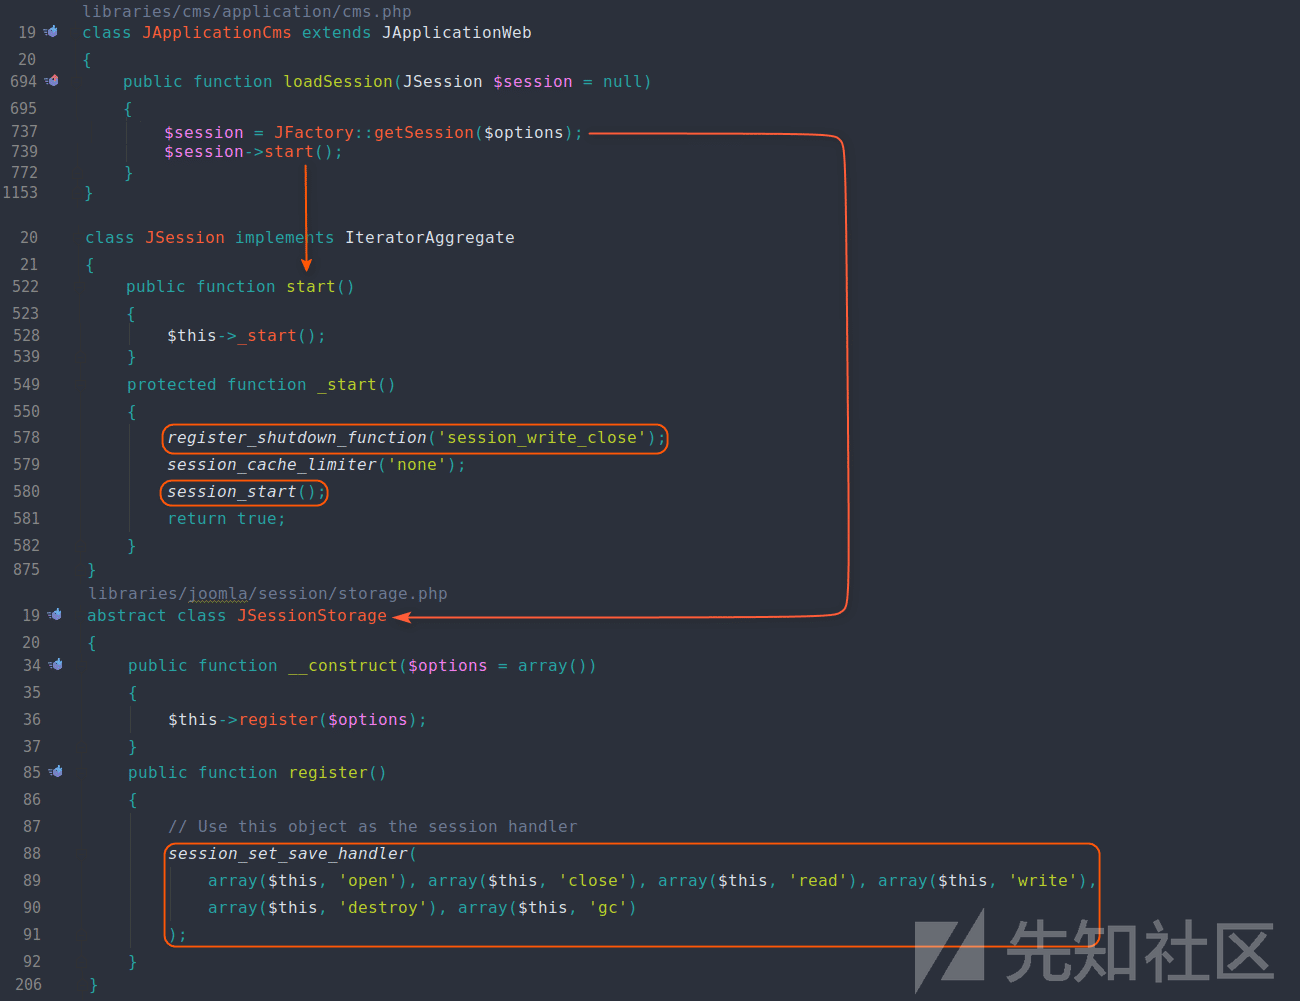 libraries/cms/application/cms.php
19 class JApplicationCms extends JApplicationWeb
20 {
694 public function loadSession(JSession $session = null)
695 {
737 $session = JFactory::getSession($options);
739 $session->start();
772 }
1153 }
20 class JSession implements IteratorAggregate
21 {
522 public function start()
523 {
528 $this->_start();
539 }
549 protected function _start()
550 {
578 register_shutdown_function('session_write_close');
579 session_cache_limiter('none');
580 session_start();
581 return true;
582 }
875 }
libraries/joomla/session/storage.php
19 abstract class JSessionStorage
20 {
34 public function __construct($options = array())
35 {
36 $this->register($options);
37 }
85 public function register()
86 {
87 // Use this object as the session handler
88 session_set_save_handler(
89 array($this, 'open'), array($this, 'close'), array($this, 'read'), array($this, 'write'),
90 array($this, 'destroy'), array($this, 'gc')
91 );
92 }
206 }
先知社区